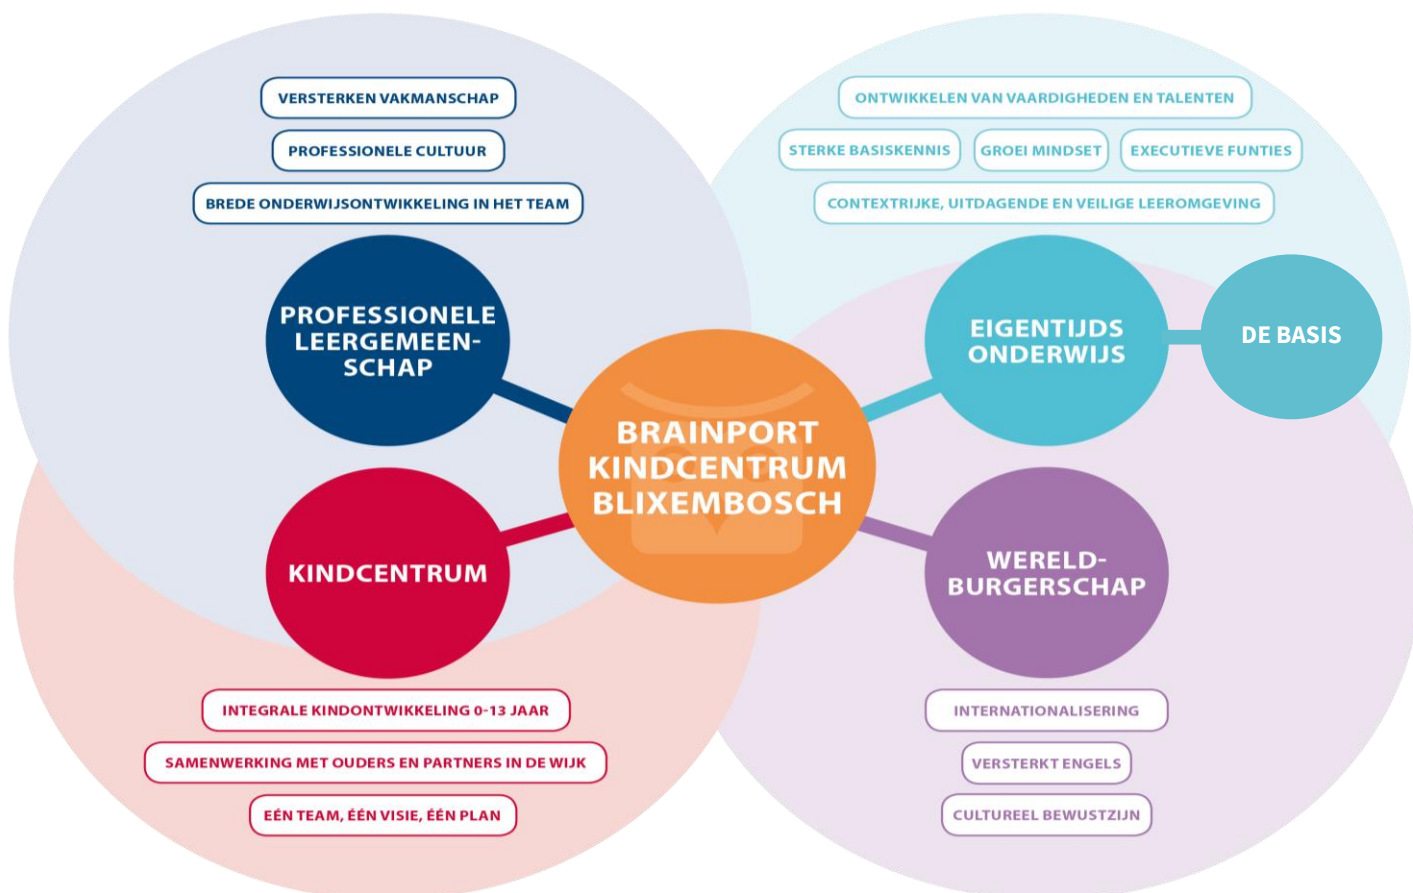 VERSTERKEN VAKMANSCHAP
PROFESSIONELE CULTUUR
BREDE ONDERWIJSONTWIKKELING IN HET TEAM
PROFESSIONELE
LEERGEMEEN-
SCHAP
ONTWIKKELEN VAN VAARDIGHEDEN EN TALENTEN
STERKE BASISKENNIS
GROEI MINDSET
EXECUTIEVE FUNTIES
CONTEXTRIJKE, UITDAGENDE EN VEILIGE LEEROMGEVING
EIGENTIJDS
ONDERWIJS
DE BASIS
BRAINPORT
KINDCENTRUM
BLIXEMBOSCH
KINDCENTRUM
INTEGRALE KINDONTWIKKELING 0-13 JAAR
SAMENWERKING MET OUDERS EN PARTNERS IN DE WIJK
EÉN TEAM, ÉÉN VISIE, ÉÉN PLAN
WERELD-
BURGERSCHAP
INTERNATIONALISERING
VERSTERKT ENGELS
CULTUREEL BEWUSTZIJN